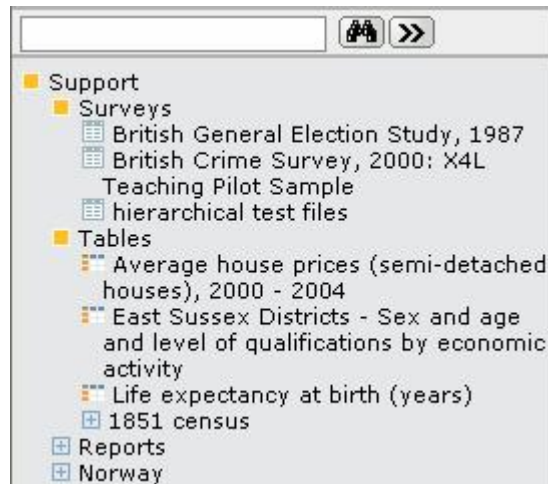 Support
Surveys
British General Election Study, 1987
British Crime Survey, 2000: X4L
Teaching Pilot Sample
hierarchical test files
Tables
Average house prices (semi-detached
houses), 2000 - 2004
East Sussex Districts - Sex and age
and level of qualifications by economic
activity
Life expectancy at birth (years)
1851 census
Reports
Norway